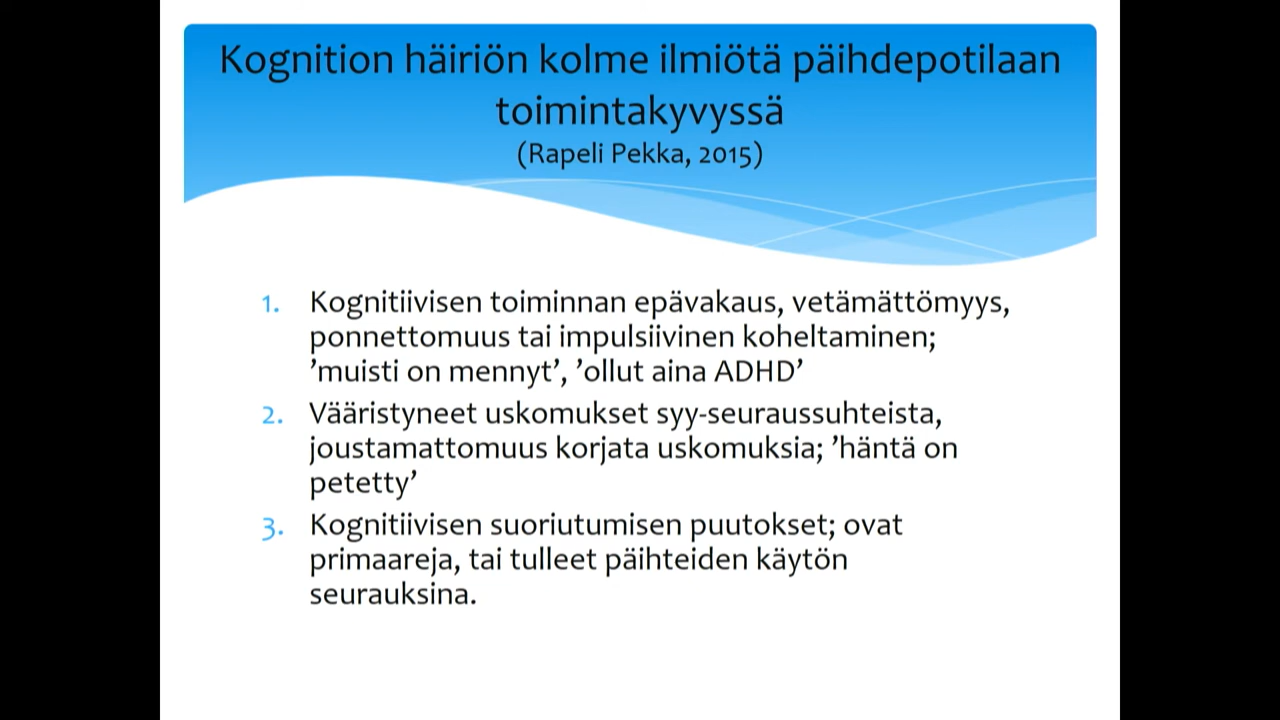 Kognition häiriön kolme ilmiötä päihdepotilaan
toimintakyvyssä
(Rapeli Pekka, 2015)
1. Kognitiivisen toiminnan epävakaus, vetämättömyys,
ponnettomuus tai impulsiivinen koheltaminen;
’muisti on mennyt’, ’ollut aina ADHD’
2. Vääristyneet uskomukset syy-seuraussuhteista,
joustamattomuus korjata uskomuksia; ’häntä on
petetty’
3. Kognitiivisen suoriutumisen puutokset; ovat
primaareja, tai tulleet päihteiden käytön
seurauksina.